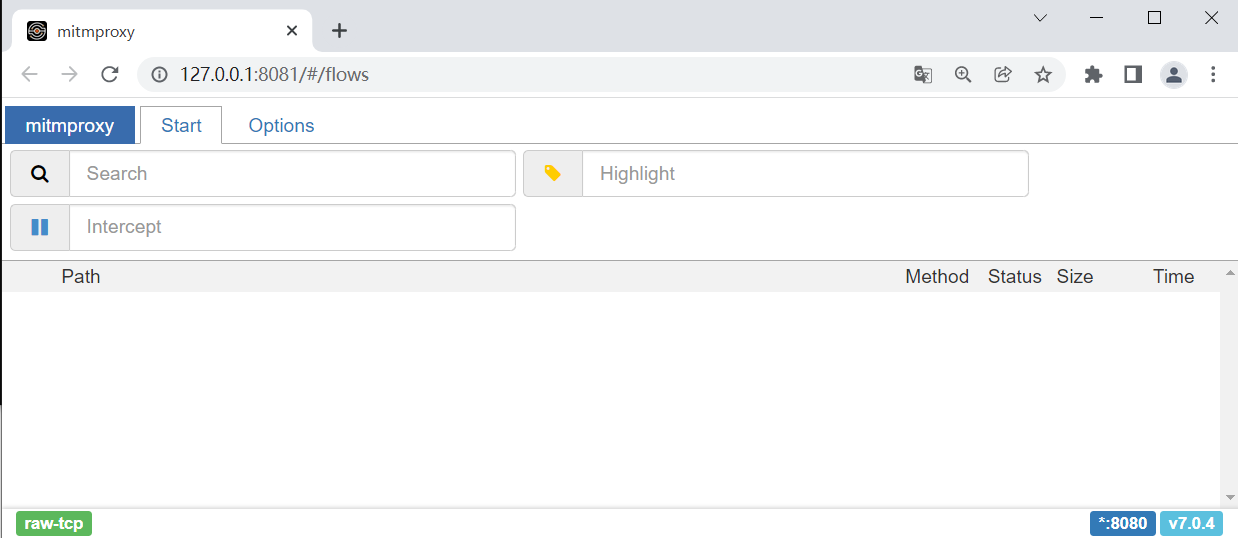 mitmproxy
127.0.0.1:8081/#/flows
mitmproxy Start Options
Search Highlight
Intercept
Path Method Status Size Time
raw-tcp *:8080 v7.0.4